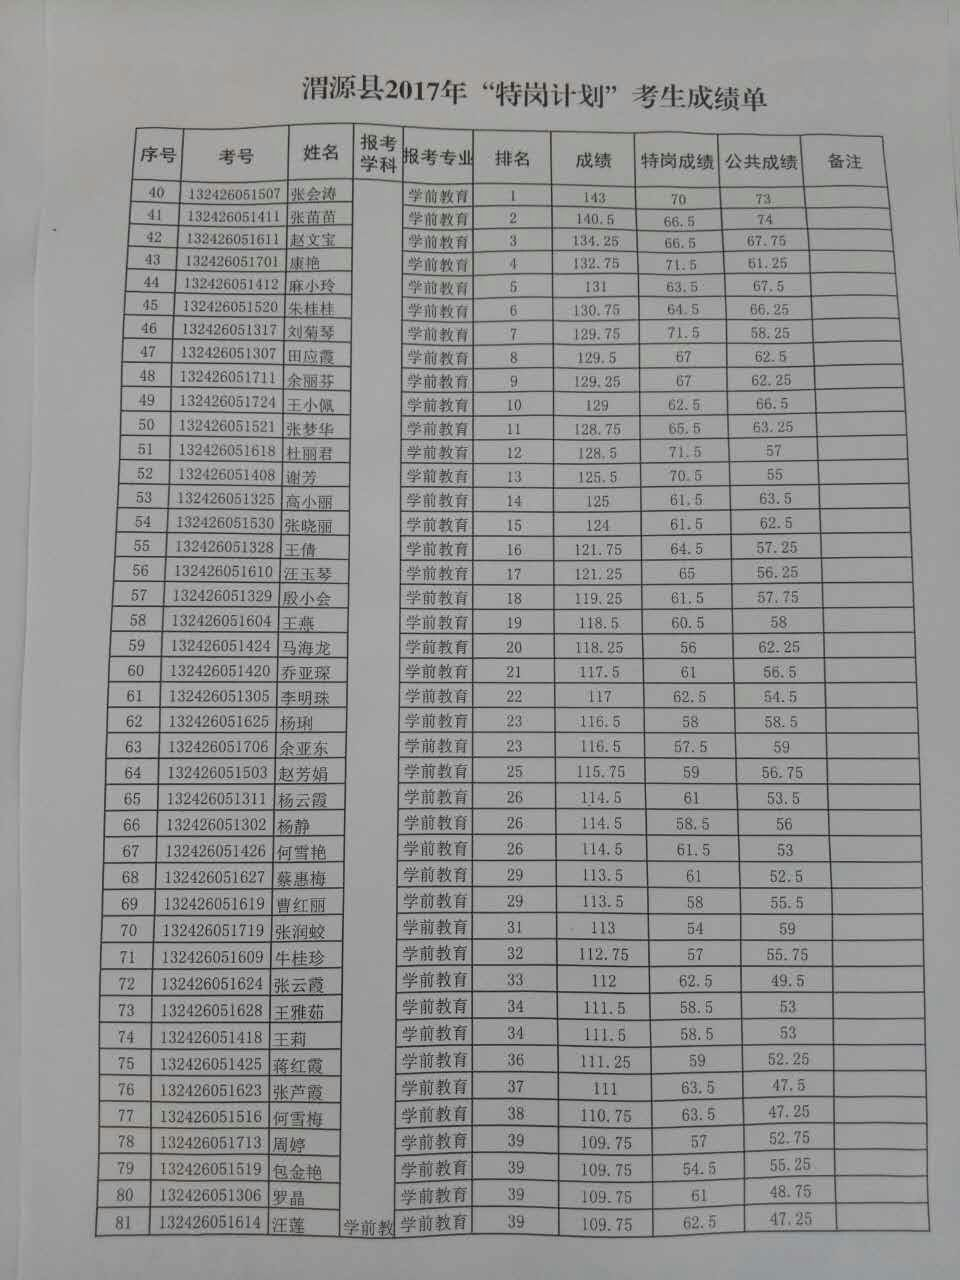 渭源县2017年“特岗计划”考生成绩单
序号 考号 姓名 报考学科 报考专业 排名 成绩 特岗成绩 公共成绩 备注
40 132426051507 张会涛 学前教育 1 143 70 73
41 132426051411 张苗苗 学前教育 2 140.5 66.5 74
42 132426051611 赵文宝 学前教育 3 134.25 66.5 67.75
43 132426051701 康艳 学前教育 4 132.75 71.5 61.25
44 132426051412 麻小玲 学前教育 5 131 63.5 67.5
45 132426051520 朱桂桂 学前教育 6 130.75 64.5 66.25
46 132426051317 刘菊琴 学前教育 7 129.75 71.5 58.25
47 132426051307 田应霞 学前教育 8 129.5 67 62.5
48 132426051711 余丽芬 学前教育 9 129.25 67 62.25
49 132426051724 王小佩 学前教育 10 129 62.5 66.5
50 132426051521 张梦华 学前教育 11 128.75 65.5 63.25
51 132426051618 杜丽君 学前教育 12 128.5 71.5 57
52 132426051408 谢芳 学前教育 13 125.5 70.5 55
53 132426051325 高小丽 学前教育 14 125 61.5 63.5
54 132426051530 张晓丽 学前教育 15 124 61.5 62.5
55 132426051328 王倩 学前教育 16 121.75 64.5 57.25
56 132426051610 汪玉琴 学前教育 17 121.25 65 56.25
57 132426051329 殷小会 学前教育 18 119.25 61.5 57.75
58 132426051604 王燕 学前教育 19 118.5 60.5 58
59 132426051424 马海龙 学前教育 20 118.25 56 62.25
60 132426051420 乔亚琛 学前教育 21 117.5 61 56.5
61 132426051305 李明珠 学前教育 22 117 62.5 54.5
62 132426051625 杨琍 学前教育 23 116.5 58 58.5
63 132426051706 余亚东 学前教育 23 116.5 57.5 59
64 132426051503 赵芳娟 学前教育 25 115.75 59 56.75
65 132426051311 杨云霞 学前教育 26 114.5 61 53.5
66 132426051302 杨静 学前教育 26 114.5 58.5 56
67 132426051426 何雪艳 学前教育 26 114.5 61.5 53
68 132426051627 蔡惠梅 学前教育 29 113.5 61 52.5
69 132426051619 曹红丽 学前教育 29 113.5 58 55.5
70 132426051719 张润蛟 学前教育 31 113 54 59
71 132426051609 牛桂珍 学前教育 32 112.75 57 55.75
72 132426051624 张云霞 学前教育 33 112 62.5 49.5
73 132426051628 王雅茹 学前教育 34 111.5 58.5 53
74 132426051418 王莉 学前教育 34 111.5 58.5 53
75 132426051425 蒋红霞 学前教育 36 111.25 59 52.25
76 132426051623 张芦霞 学前教育 37 111 63.5 47.5
77 132426051516 何雪梅 学前教育 38 110.75 63.5 47.25
78 132426051713 周婷 学前教育 39 109.75 57 52.75
79 132426051519 包金艳 学前教育 39 109.75 54.5 55.25
80 132426051306 罗晶 学前教育 39 109.75 61 48.75
81 132426051614 汪莲 学前教 学前教育 39 109.75 62.5 47.25